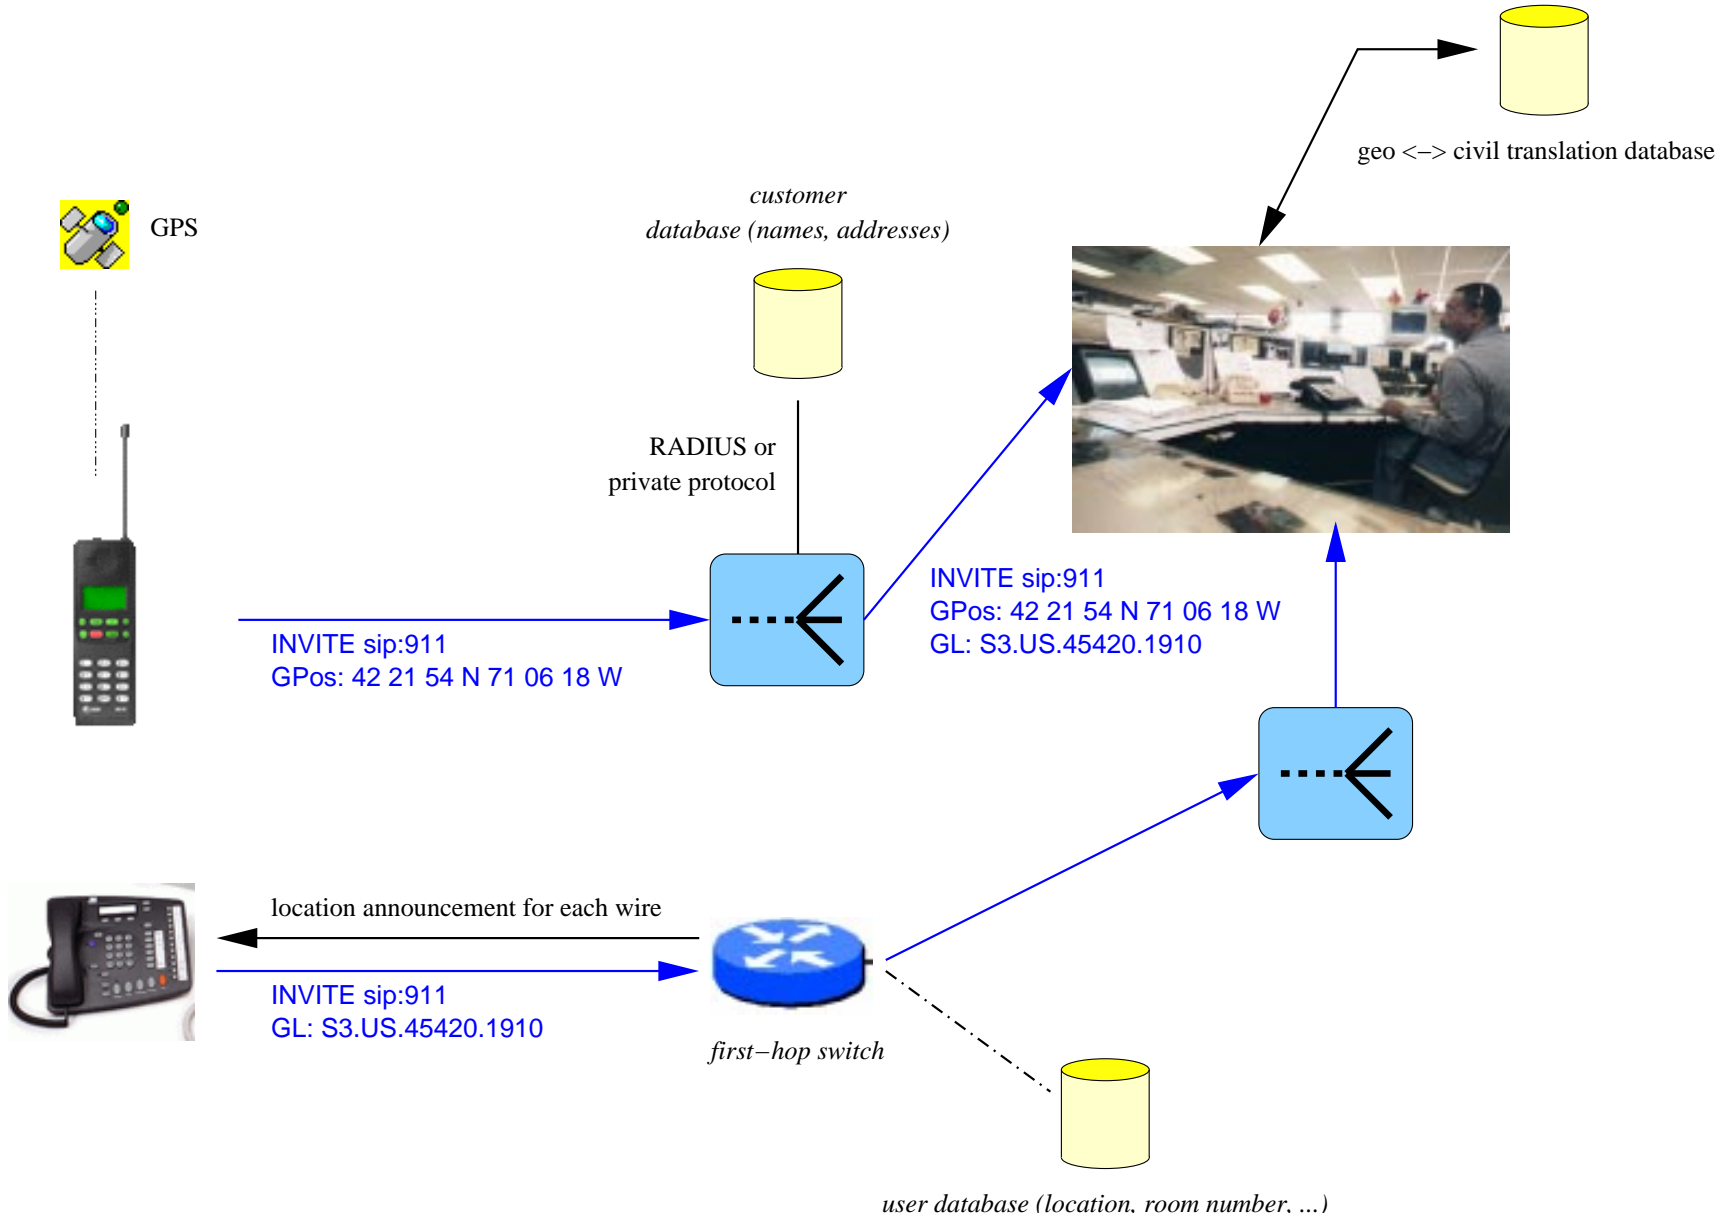 geo <−> civil translation database
GPS
customer
database (names, addresses)
RADIUS or
private protocol
INVITE sip:911
GPos: 42 21 54 N 71 06 18 W
INVITE sip:911
GPos: 42 21 54 N 71 06 18 W
GL: S3.US.45420.1910
location announcement for each wire
INVITE sip:911
GL: S3.US.45420.1910
first−hop switch
user database (location, room number, ...)